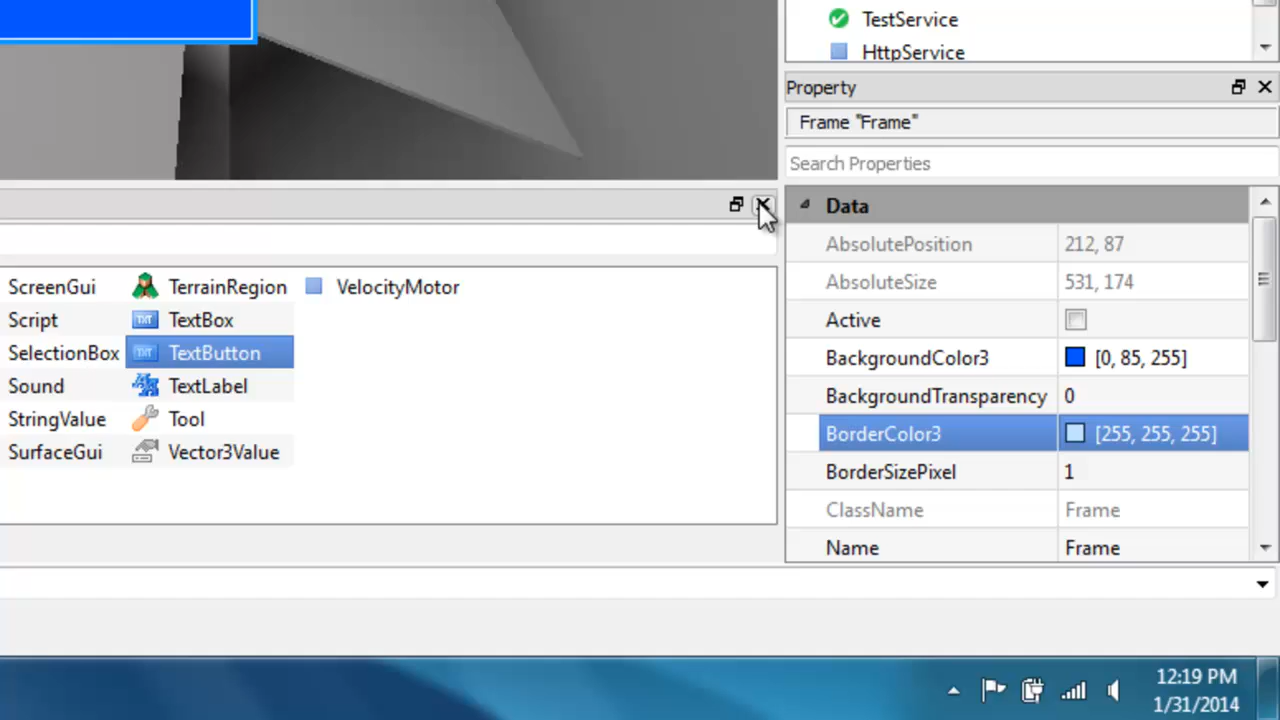 TestService
HttpService
Property
Frame "Frame"
Search Properties
Data
AbsolutePosition 212, 87
AbsoluteSize 531, 174
Active
BackgroundColor3 [0, 85, 255]
BackgroundTransparency 0
BorderColor3 [255, 255, 255]
BorderSizePixel 1
ClassName Frame
Name Frame
ScreenGui TerrainRegion VelocityMotor
Script TXT TextBox
SelectionBox TXT TextButton
Sound TextLabel
StringValue Tool
SurfaceGui Vector3Value
12:19 PM
1/31/2014